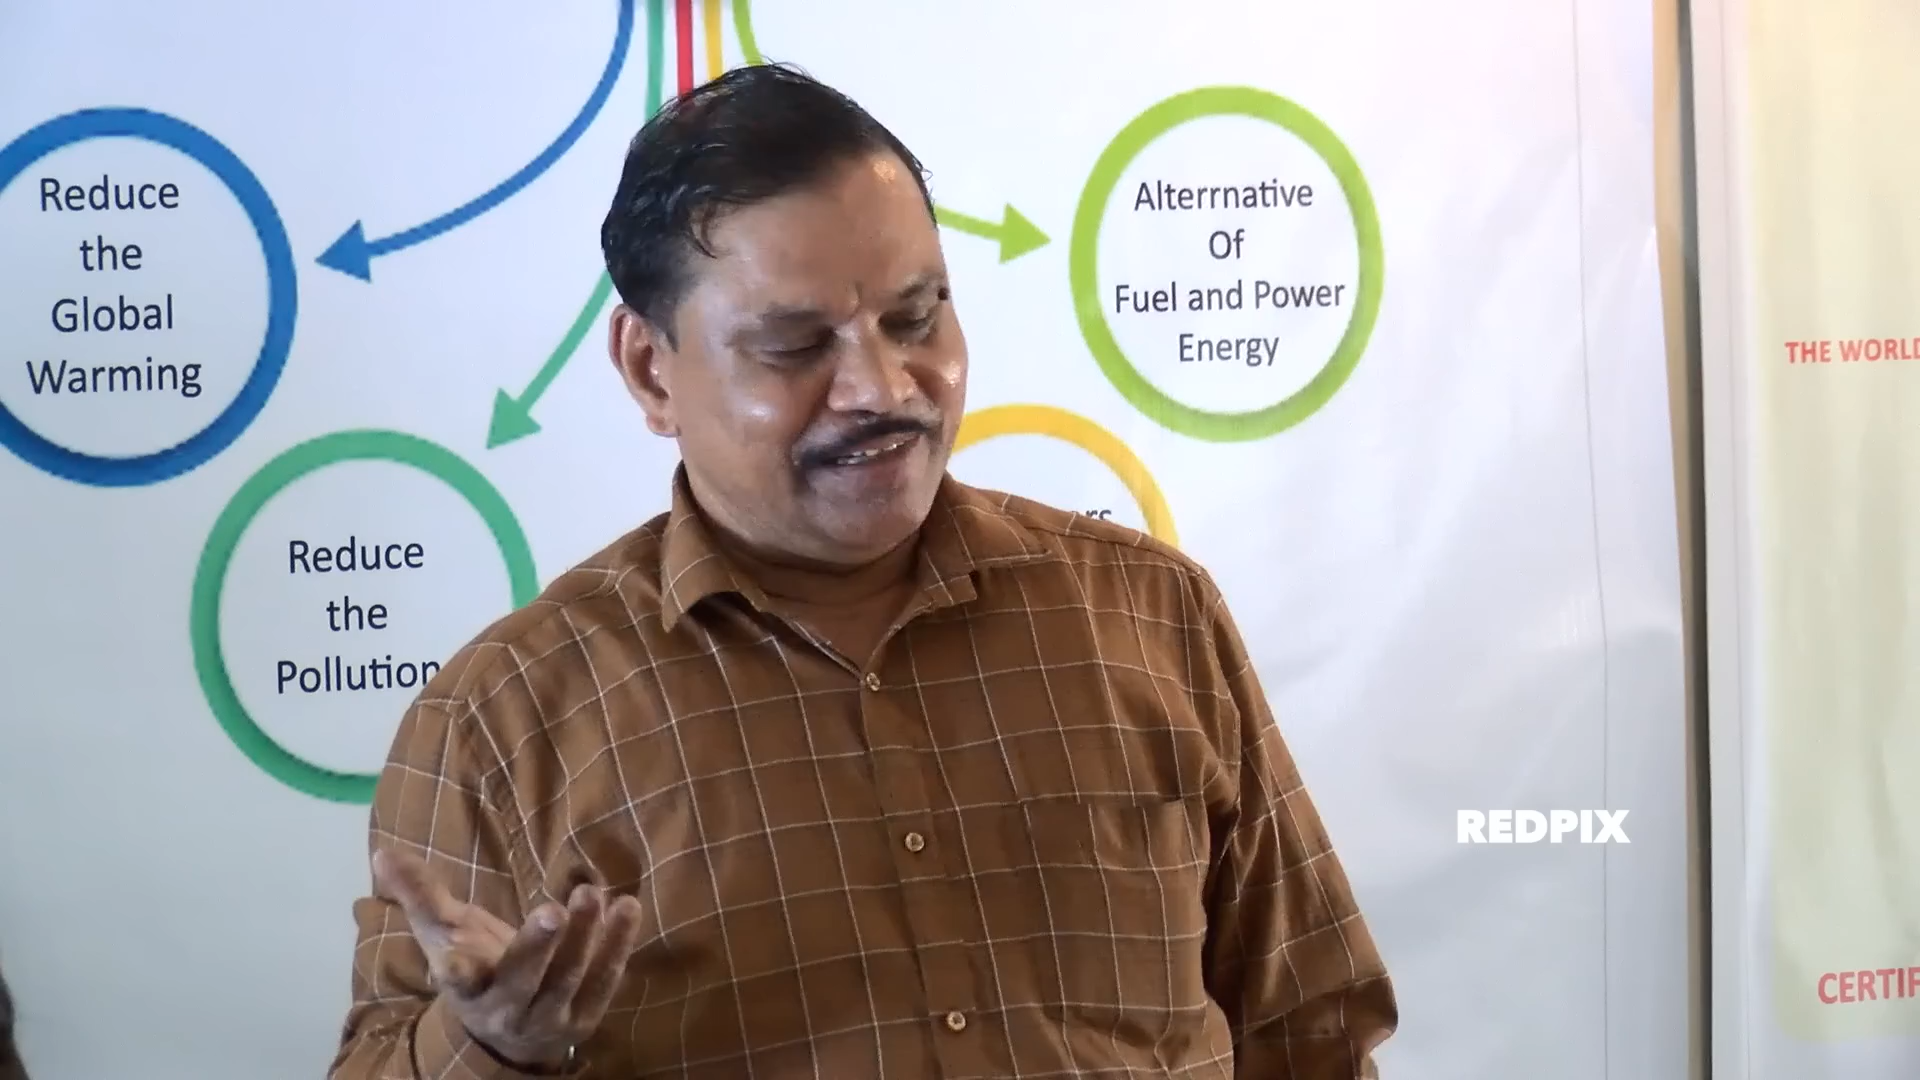 Reduce
the
Global
Warming
Reduce
the
Pollution
Alterrnative
Of
Fuel and Power
Energy
THE WORLD
CERTIF
REDPIX